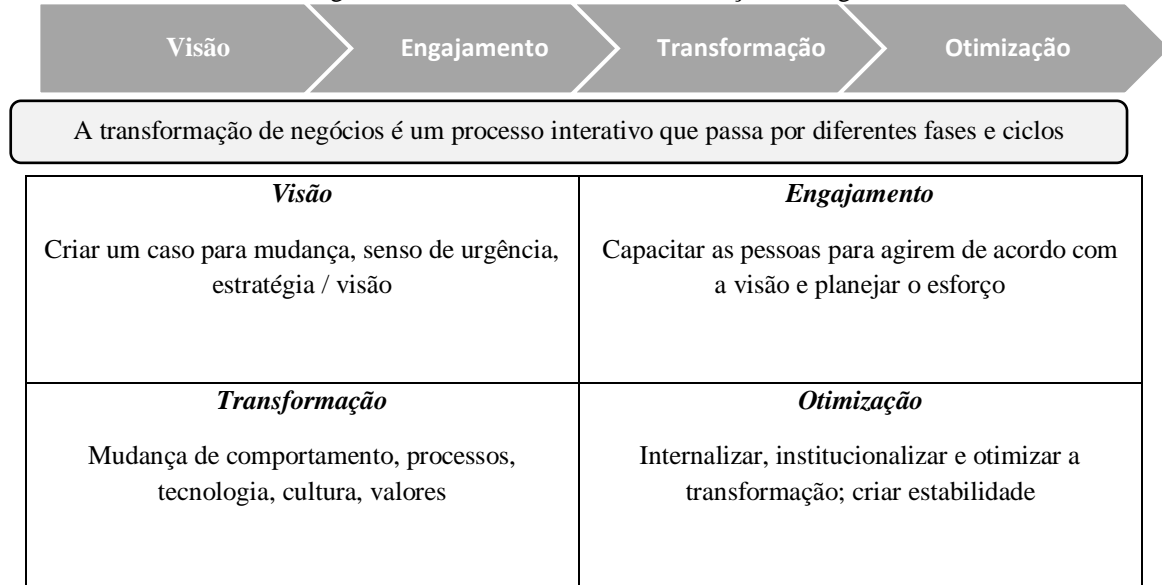 Visão
Engajamento
Transformação
Otimização
A transformação de negócios é um processo interativo que passa por diferentes fases e ciclos
Visão
Criar um caso para mudança, senso de urgência,
estratégia / visão
Engajamento
Capacitar as pessoas para agirem de acordo com
a visão e planejar o esforço
Transformação
Mudança de comportamento, processos,
tecnologia, cultura, valores
Otimização
Internalizar, institucionalizar e otimizar a
transformação; criar estabilidade